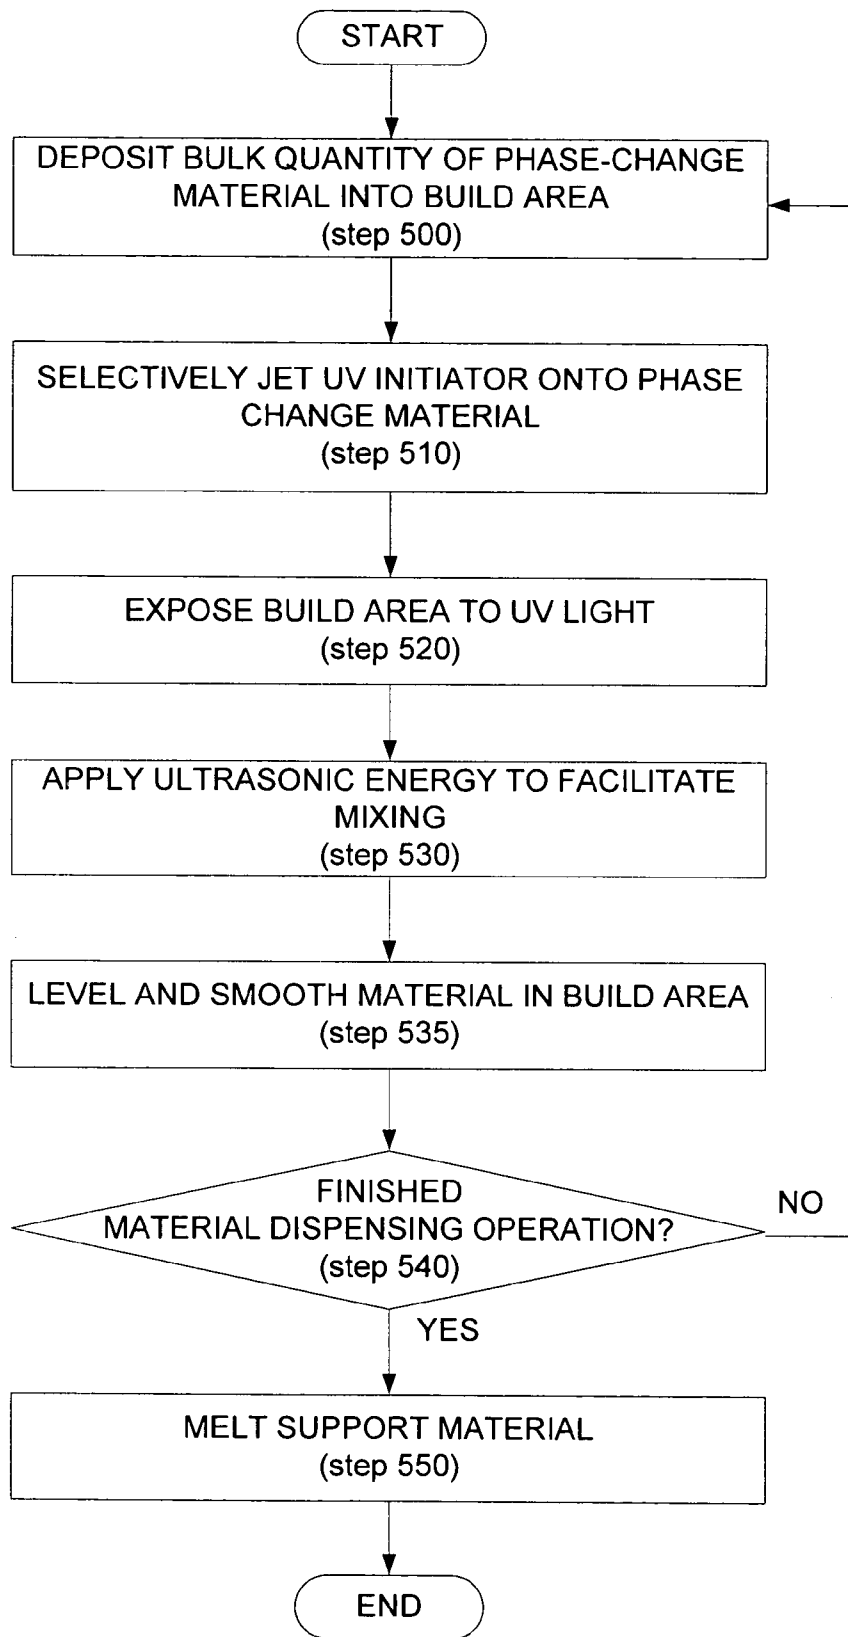 START
DEPOSIT BULK QUANTITY OF PHASE-CHANGE
MATERIAL INTO BUILD AREA
(step 500)
SELECTIVELY JET UV INITIATOR ONTO PHASE
CHANGE MATERIAL
(step 510)
EXPOSE BUILD AREA TO UV LIGHT
(step 520)
APPLY ULTRASONIC ENERGY TO FACILITATE
MIXING
(step 530)
LEVEL AND SMOOTH MATERIAL IN BUILD AREA
(step 535)
FINISHED
MATERIAL DISPENSING OPERATION?
(step 540)
NO
YES
MELT SUPPORT MATERIAL
(step 550)
END